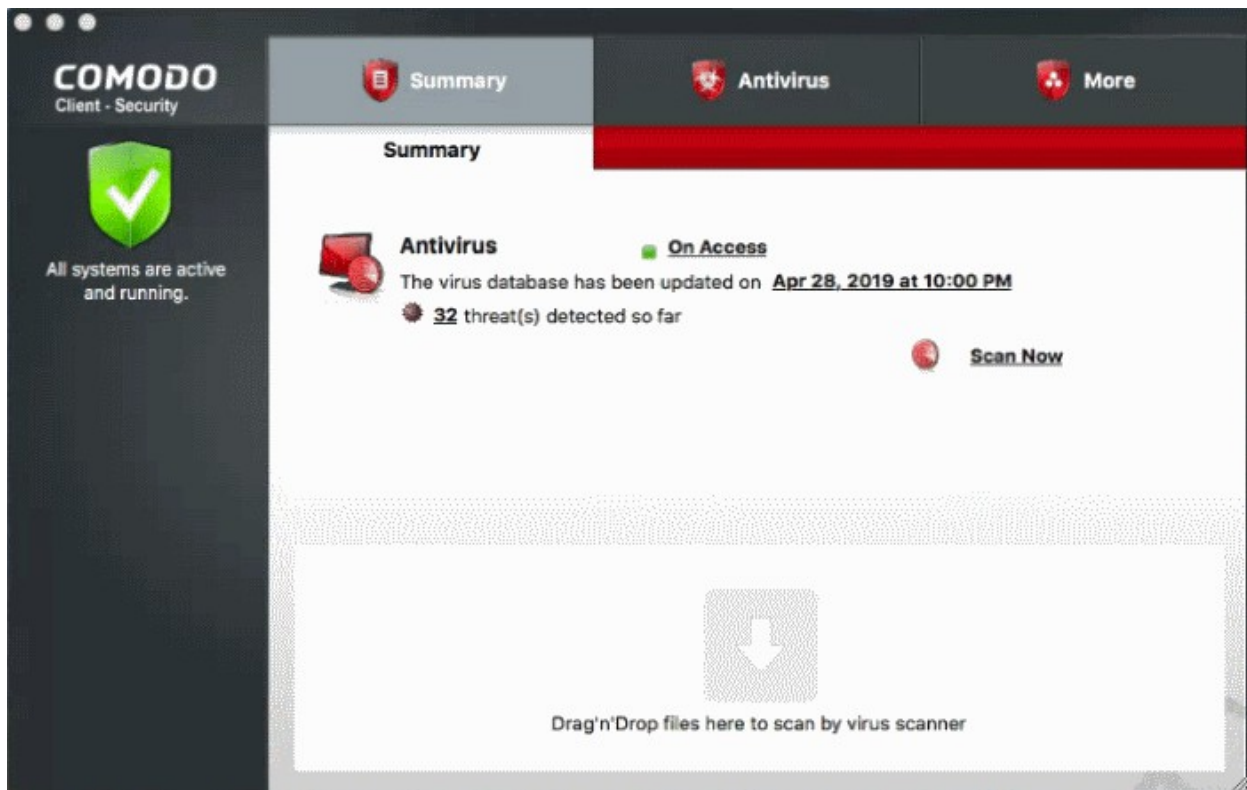 COMODO
Client - Security
Summary
Antivirus
More
Summary
All systems are active
and running.
Antivirus
On Access
The virus database has been updated on Apr 28, 2019 at 10:00 PM
32 threat(s) detected so far
Scan Now
Drag'n'Drop files here to scan by virus scanner